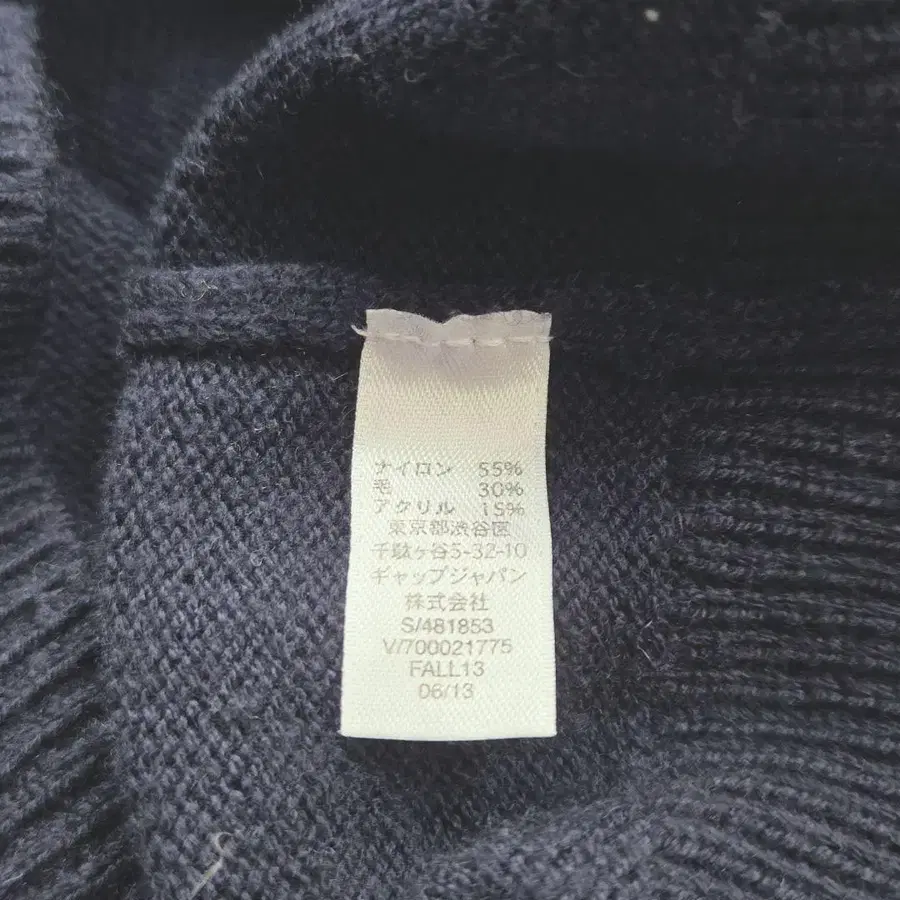 ナイロン 55%
毛 30%
アクリル 15%
東京都渋谷区
千駄ヶ谷5-32-10
ギャップジャパン
株式会社
S/481853
V/700021775
FALL13
06/13